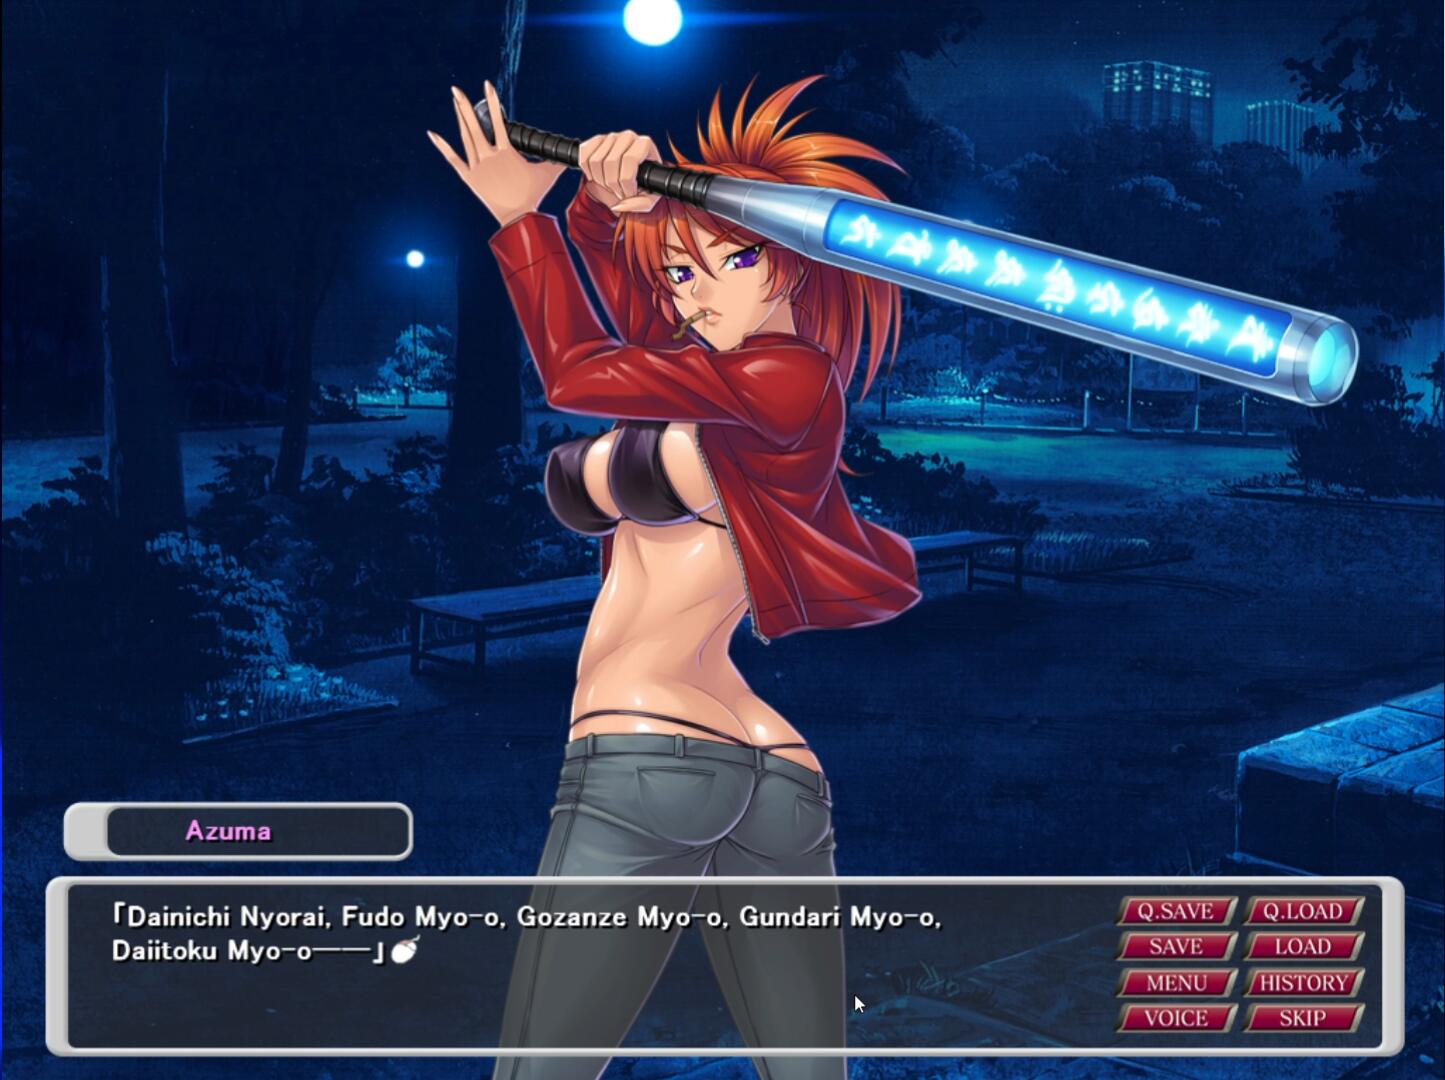 Azuma
「Dainichi Nyorai, Fudo Myo-o, Gozanze Myo-o, Gundari Myo-o,
Daiitoku Myo-o――」
Q.SAVE Q.LOAD
SAVE LOAD
MENU HISTORY
VOICE SKIP